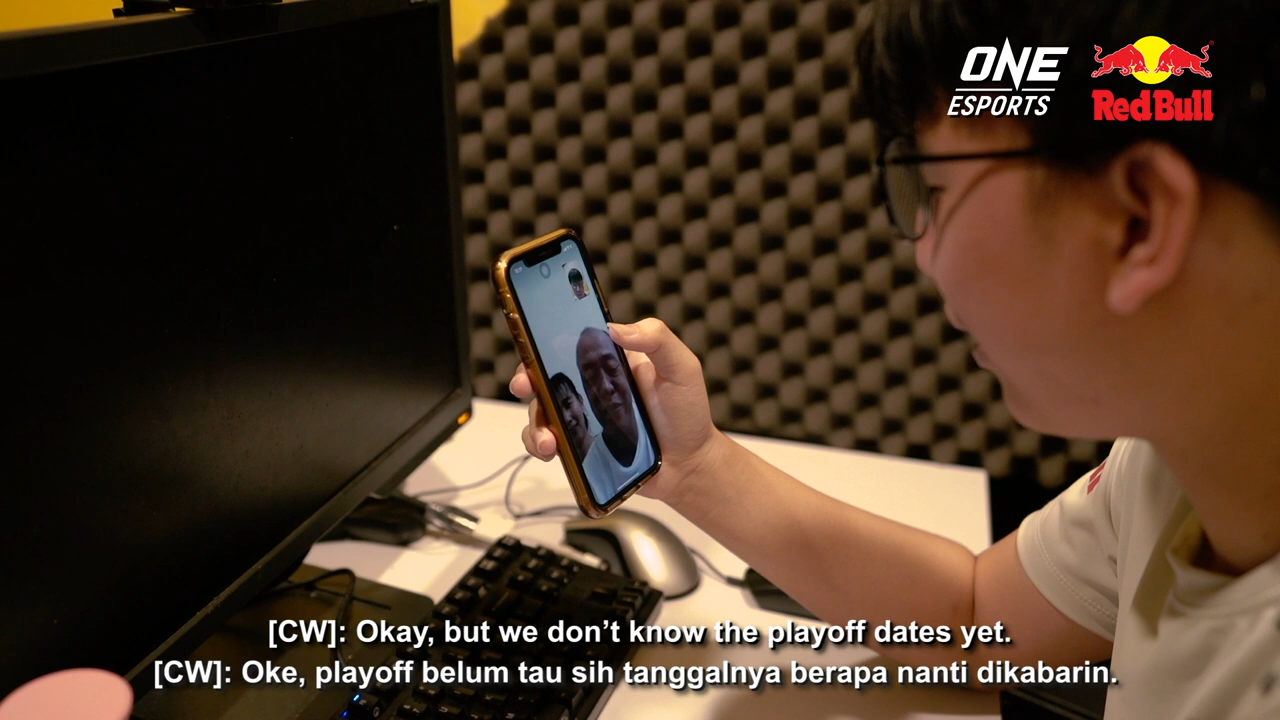 ONE
ESPORTS
Red Bull
[CW]: Okay, but we don’t know the playoff dates yet.
[CW]: Oke, playoff belum tau sih tanggalnya berapa nanti dikabarin.